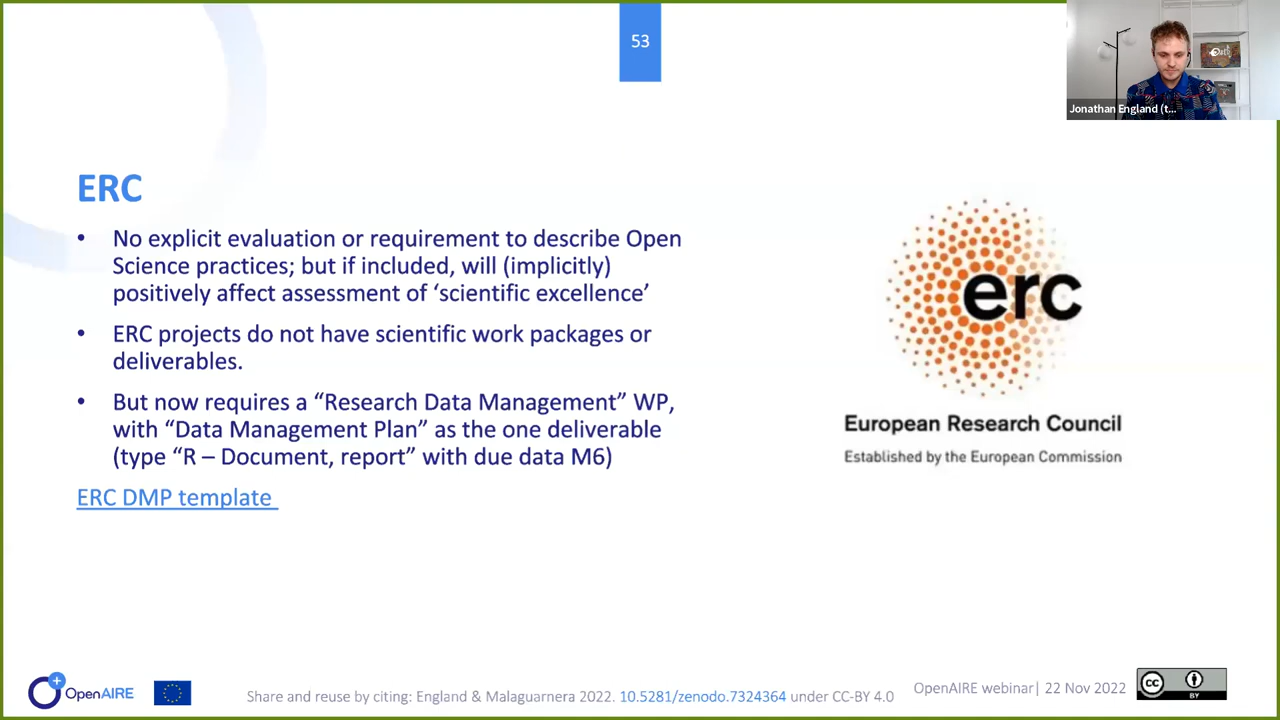 53
Jonathan England (t...
ERC
• No explicit evaluation or requirement to describe Open
Science practices; but if included, will (implicitly)
positively affect assessment of ‘scientific excellence’
• ERC projects do not have scientific work packages or
deliverables.
• But now requires a “Research Data Management” WP,
with “Data Management Plan” as the one deliverable
(type “R – Document, report” with due data M6)
ERC DMP template
erc
European Research Council
Established by the European Commission
OpenAIRE
Share and reuse by citing: England & Malaguarnera 2022. 10.5281/zenodo.7324364 under CC-BY 4.0
OpenAIRE webinar| 22 Nov 2022
CC
BY